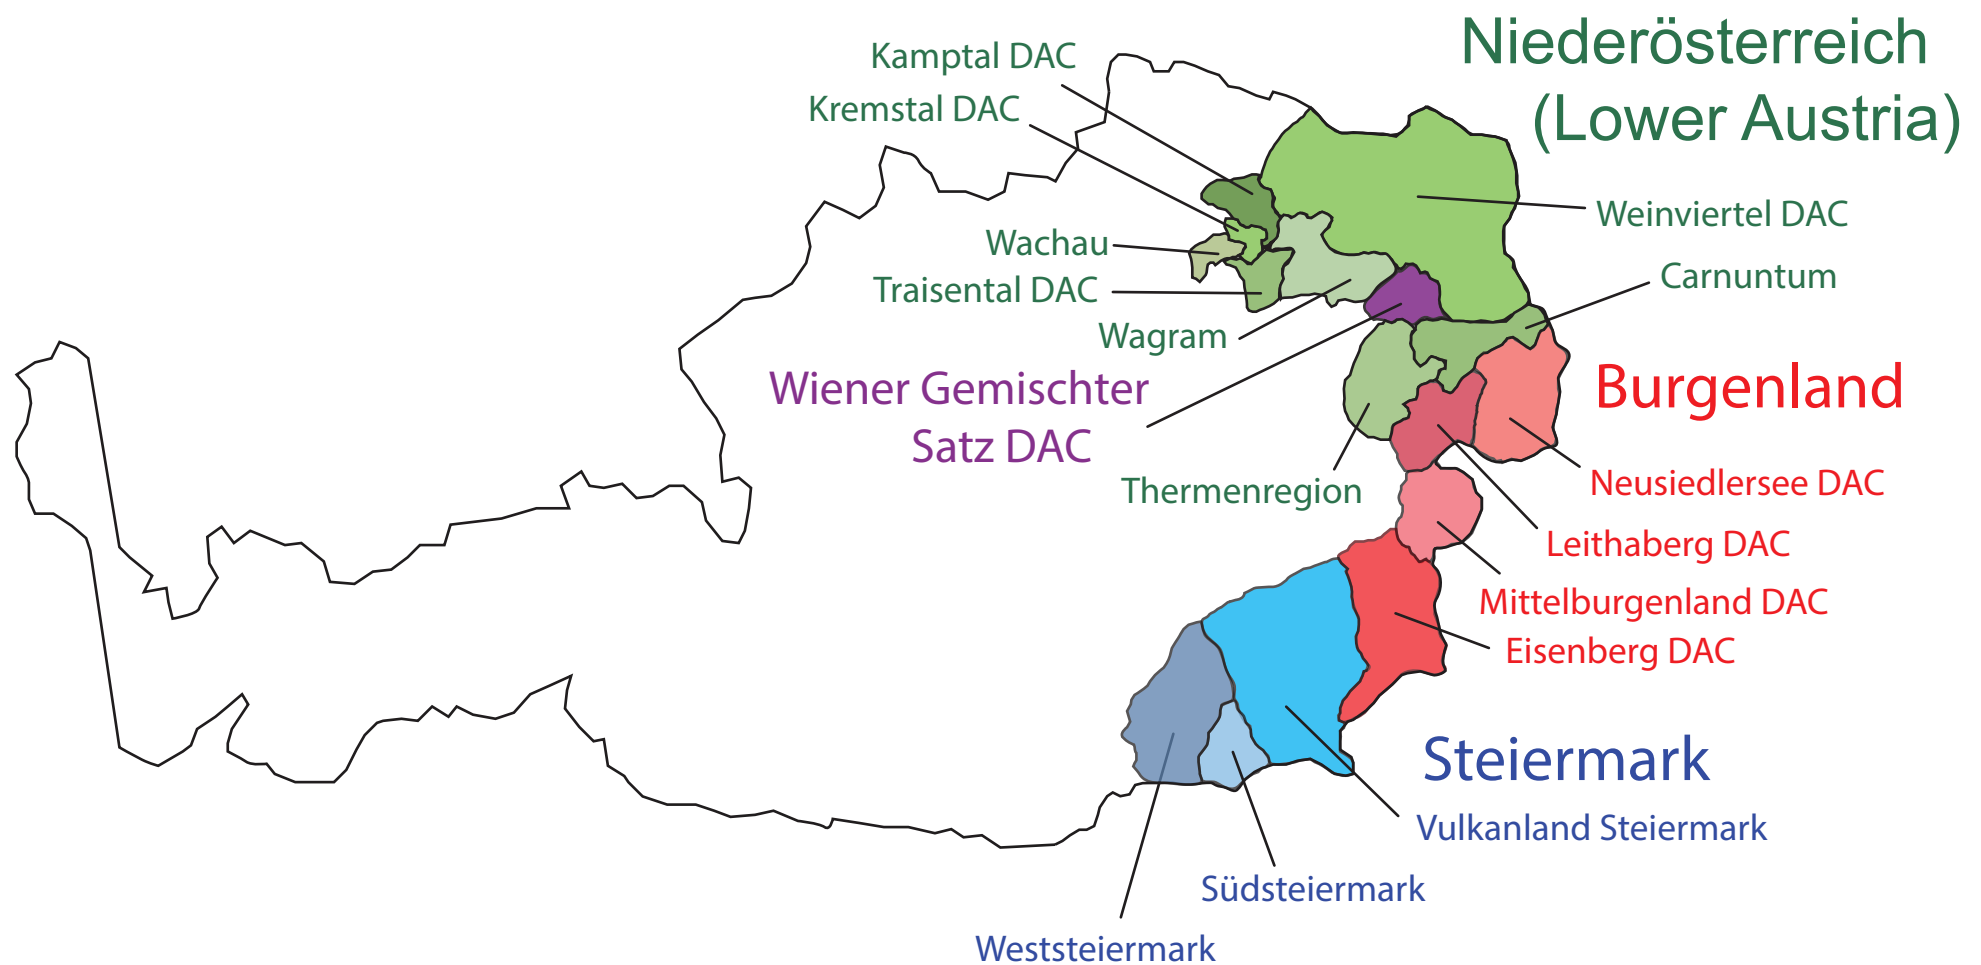 Niederösterreich
(Lower Austria)
Kamptal DAC
Kremstal DAC
Weinviertel DAC
Wachau
Carnuntum
Traisental DAC
Wagram
Wiener Gemischter
Satz DAC
Burgenland
Thermenregion
Neusiedlersee DAC
Leithaberg DAC
Mittelburgenland DAC
Eisenberg DAC
Steiermark
Vulkanland Steiermark
Südsteiermark
Weststeiermark